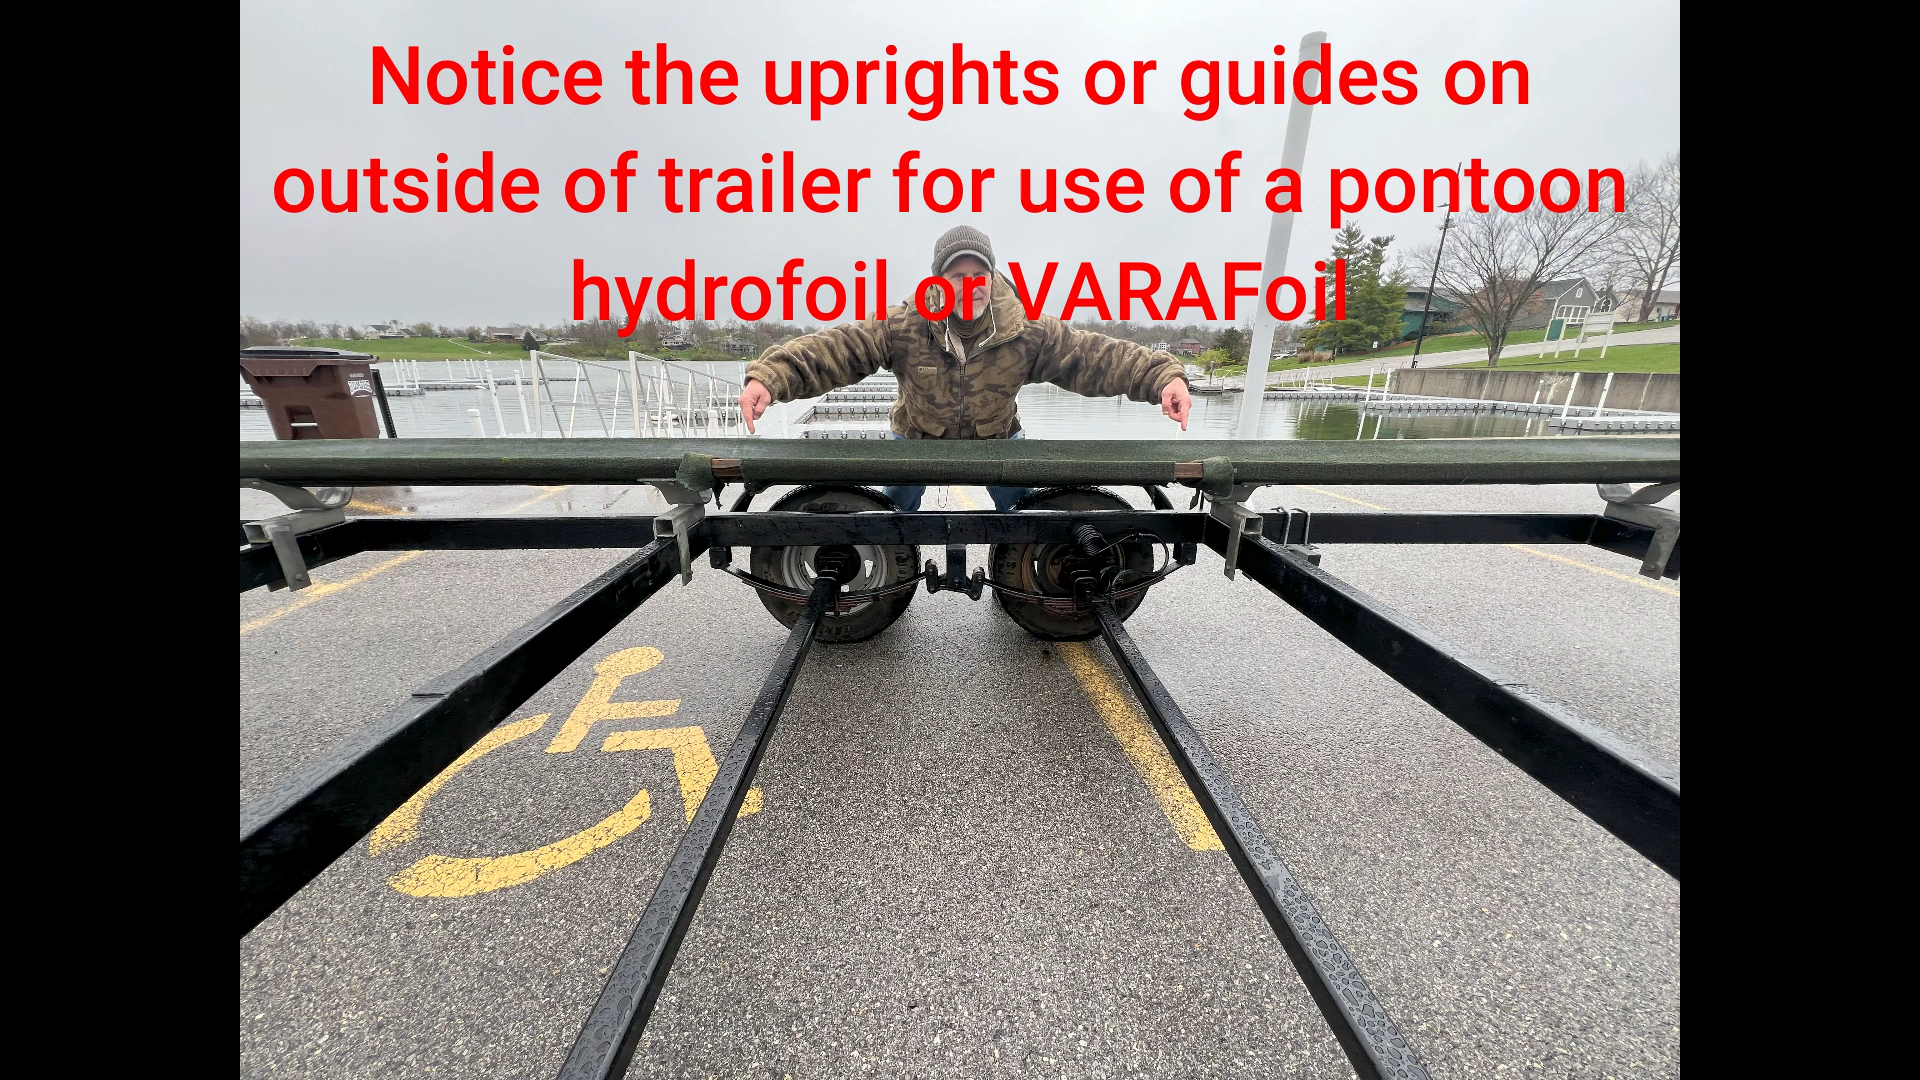 Notice the uprights or guides on
outside of trailer for use of a pontoon
hydrofoil or VARAFoil